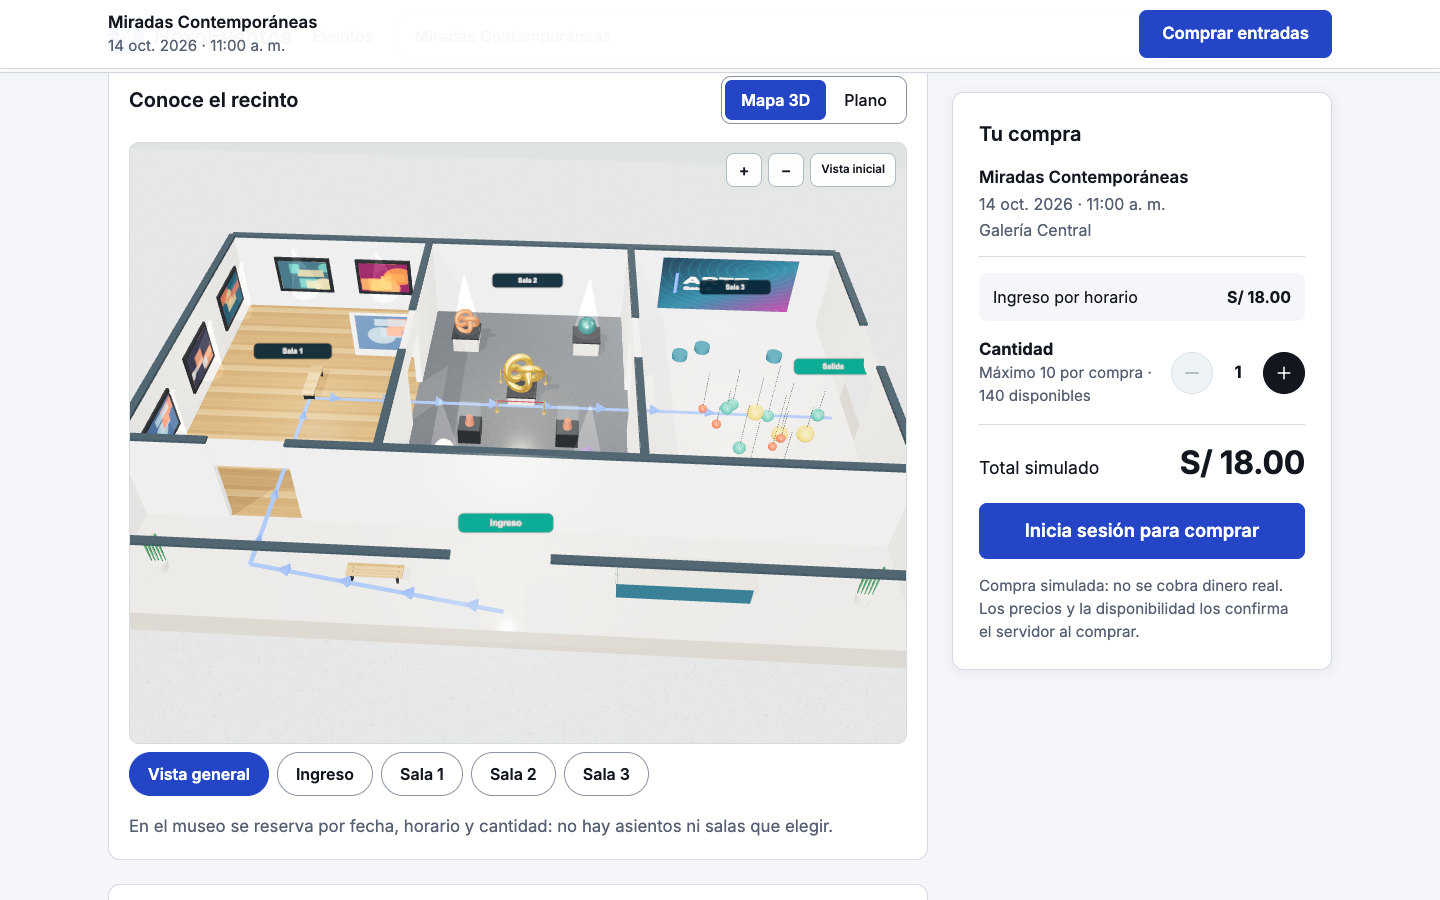 Miradas Contemporáneas
14 oct. 2026 · 11:00 a. m.
Eventos
Miradas Contemporáneas
Comprar entradas
Conoce el recinto
Mapa 3D
Plano
+
−
Vista inicial
Sala 1
Sala 2
Sala 3
Salida
Ingreso
Vista general
Ingreso
Sala 1
Sala 2
Sala 3
En el museo se reserva por fecha, horario y cantidad: no hay asientos ni salas que elegir.
Tu compra
Miradas Contemporáneas
14 oct. 2026 · 11:00 a. m.
Galería Central
Ingreso por horario S/ 18.00
Cantidad
Máximo 10 por compra ·
140 disponibles
− 1 +
Total simulado S/ 18.00
Inicia sesión para comprar
Compra simulada: no se cobra dinero real.
Los precios y la disponibilidad los confirma
el servidor al comprar.